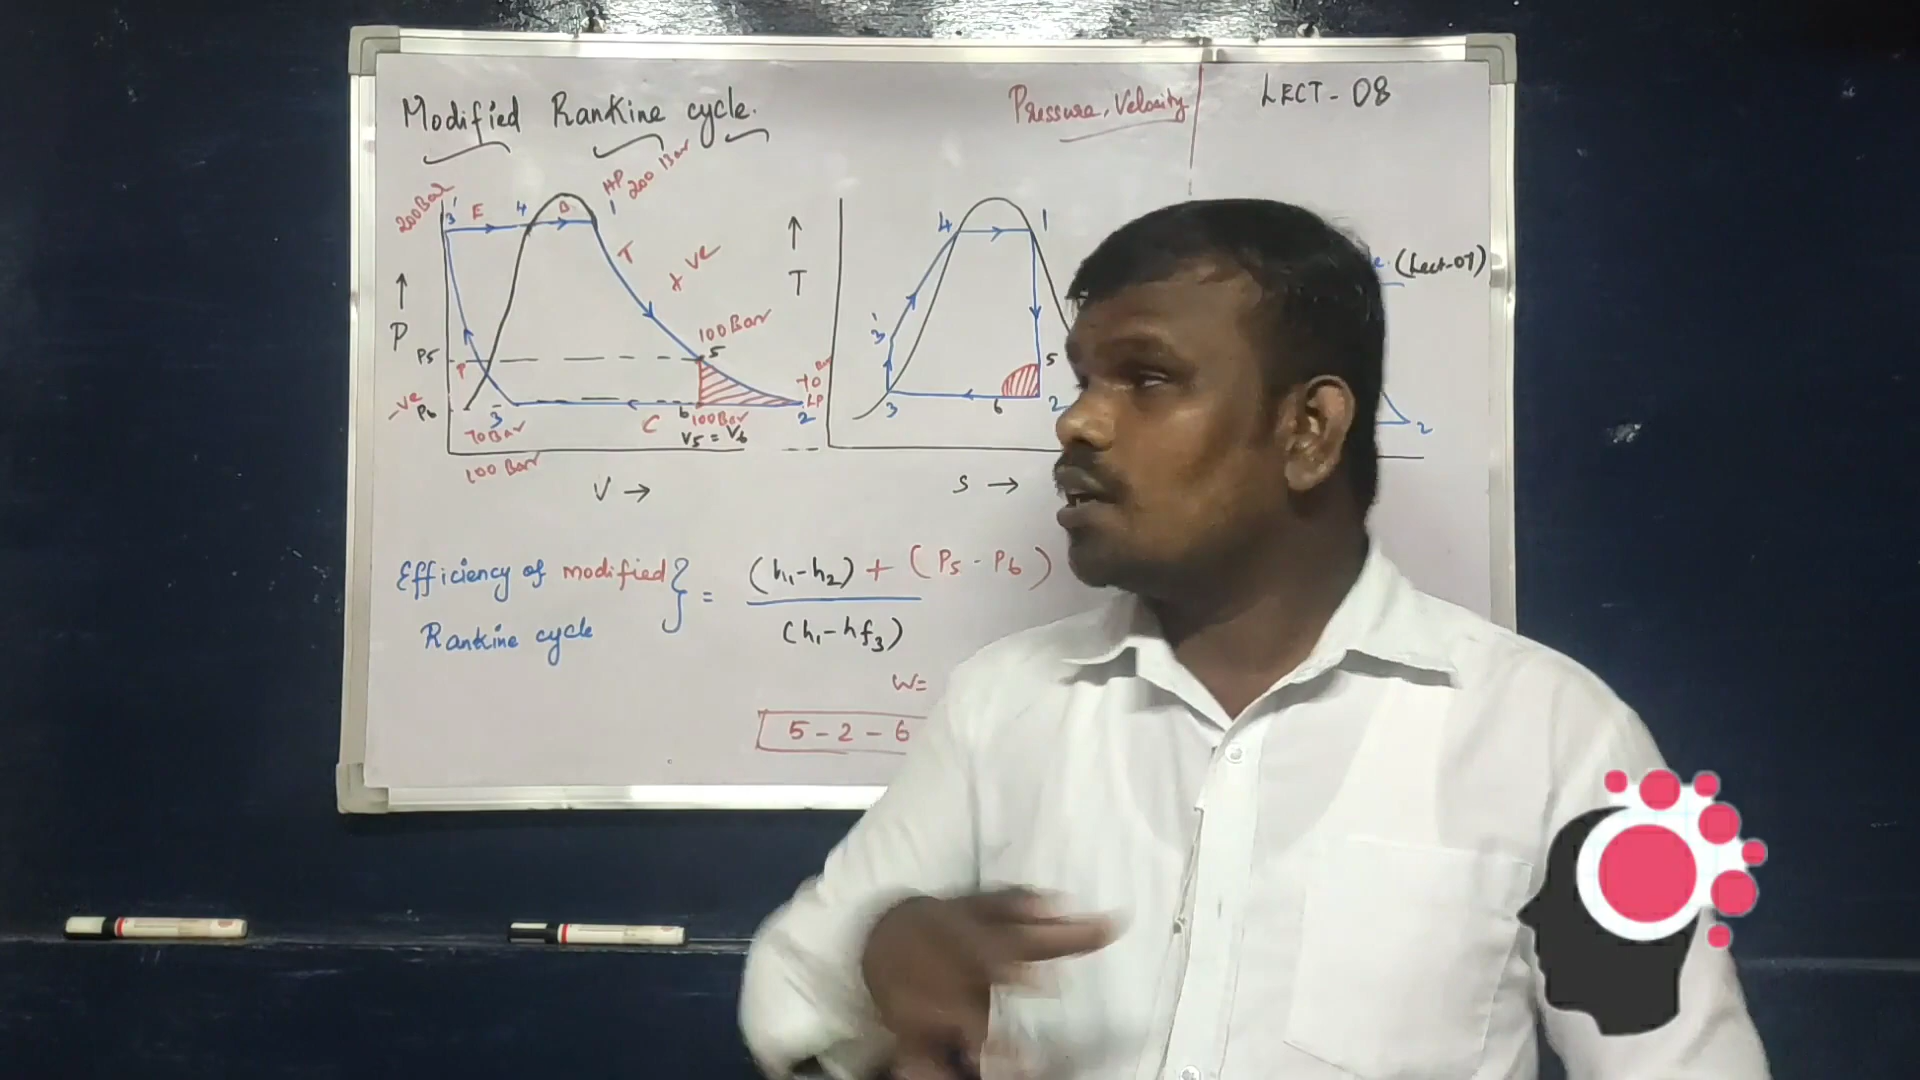 Modified Rankine cycle.
Pressure, Velocity
LECT - 08
HP
200 Bar
200 Bar
3'
E
4
B
1
T
+ ve
P
P5
P
-ve
P6
100 Bar
5
70 Bar
LP
2
3
70 Bar
100 Bar
C
6
100 Bar
V5 = V6
V →
T
4
1
3'
5
3
6
2
S →
e. (Lect-07)
2
Efficiency of modified
Rankine cycle
= (h1-h2) + (P5 - P6)
(h1-hf3)
W=
5 - 2 - 6